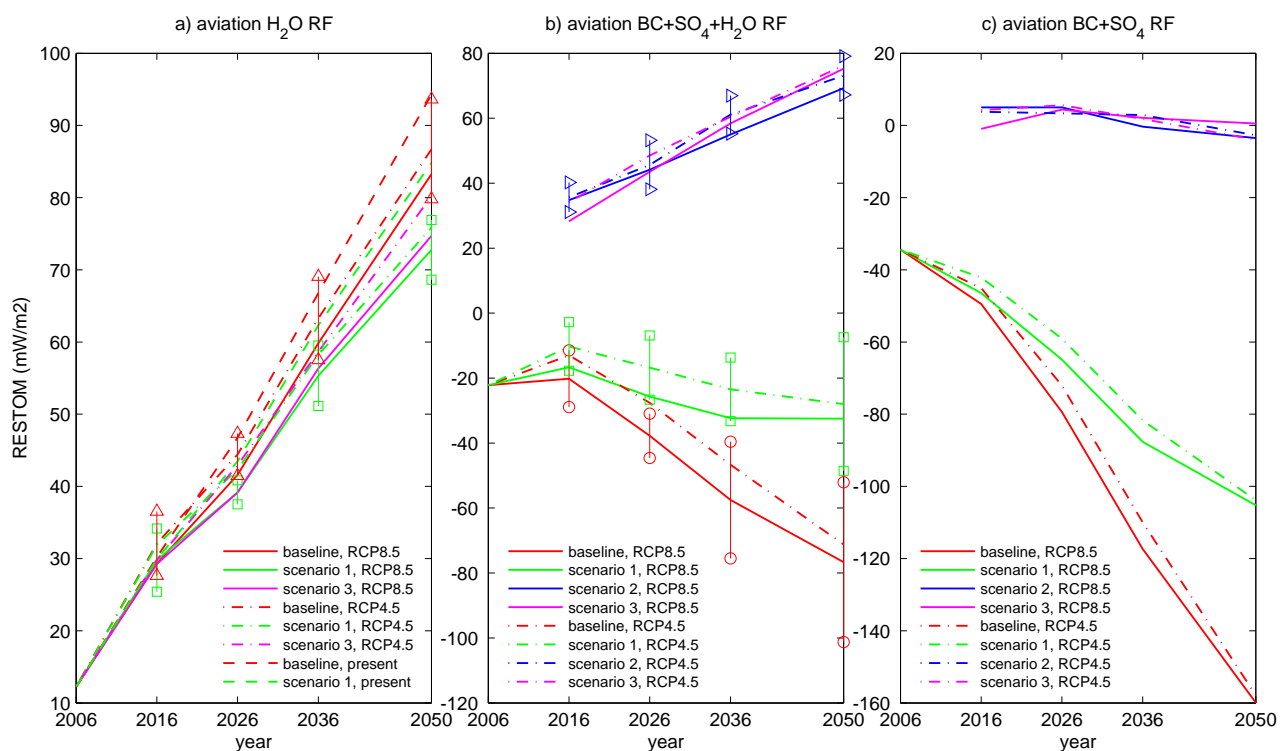 a) aviation H2O RF
RESTOM (mW/m2)
100
90
80
70
60
50
40
30
20
10
2006 2016 2026 2036 2050
year
baseline, RCP8.5
scenario 1, RCP8.5
scenario 3, RCP8.5
baseline, RCP4.5
scenario 1, RCP4.5
scenario 3, RCP4.5
baseline, present
scenario 1, present
b) aviation BC+SO4+H2O RF
80
60
40
20
0
-20
-40
-60
-80
-100
-120
2006 2016 2026 2036 2050
year
baseline, RCP8.5
scenario 1, RCP8.5
scenario 2, RCP8.5
scenario 3, RCP8.5
baseline, RCP4.5
scenario 1, RCP4.5
scenario 2, RCP4.5
scenario 3, RCP4.5
c) aviation BC+SO4 RF
20
0
-20
-40
-60
-80
-100
-120
-140
-160
2006 2016 2026 2036 2050
year
baseline, RCP8.5
scenario 1, RCP8.5
scenario 2, RCP8.5
scenario 3, RCP8.5
baseline, RCP4.5
scenario 1, RCP4.5
scenario 2, RCP4.5
scenario 3, RCP4.5